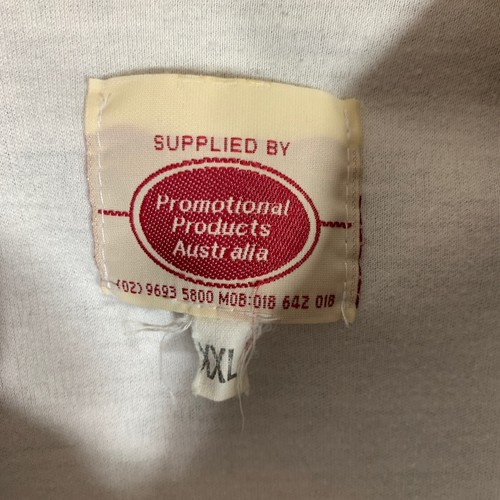 SUPPLIED BY
Promotional
Products
Australia
(02) 9693 5800 MOB: 018 642 018
XXL